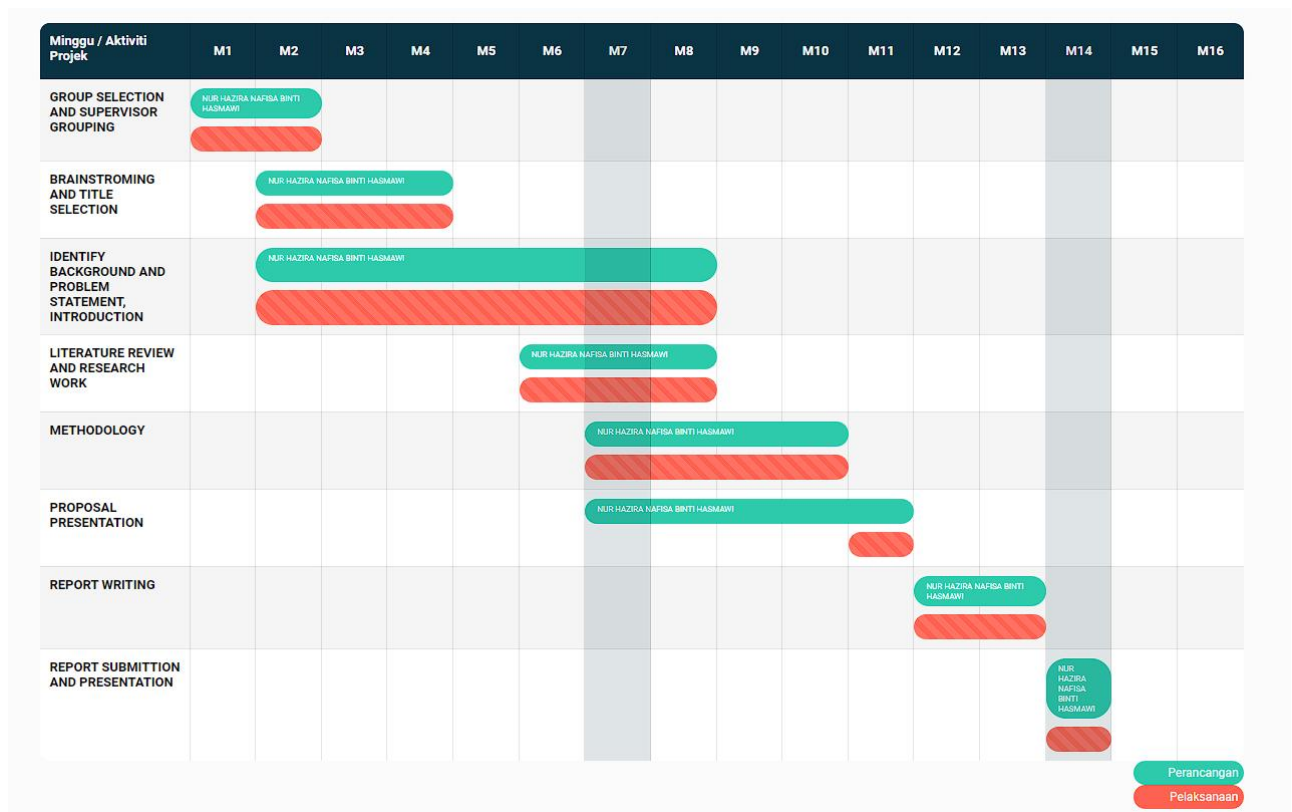 Minggu / Aktiviti
Projek
M1 M2 M3 M4 M5 M6 M7 M8 M9 M10 M11 M12 M13 M14 M15 M16
GROUP SELECTION
AND SUPERVISOR
GROUPING
NUR HAZIRA NAFISA BINTI
HASMAWI
BRAINSTROMING
AND TITLE
SELECTION
NUR HAZIRA NAFISA BINTI HASMAWI
IDENTIFY
BACKGROUND AND
PROBLEM
STATEMENT,
INTRODUCTION
NUR HAZIRA NAFISA BINTI HASMAWI
LITERATURE REVIEW
AND RESEARCH
WORK
NUR HAZIRA NAFISA BINTI HASMAWI
METHODOLOGY
NUR HAZIRA NAFISA BINTI HASMAWI
PROPOSAL
PRESENTATION
NUR HAZIRA NAFISA BINTI HASMAWI
REPORT WRITING
NUR HAZIRA NAFISA BINTI
HASMAWI
REPORT SUBMITTION
AND PRESENTATION
NUR
HAZIRA
NAFISA
BINTI
HASMAWI
Perancangan
Pelaksanaan